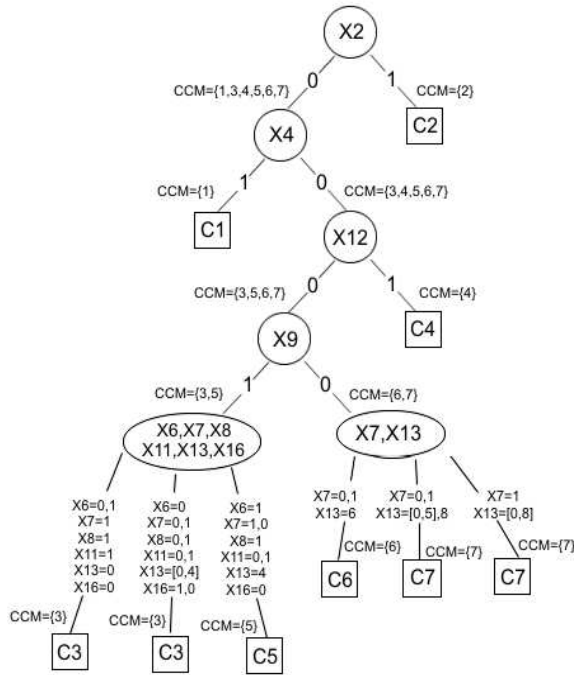 X2
0
1
CCM={1,3,4,5,6,7}
CCM={2}
X4
C2
CCM={1}
1
0
CCM={3,4,5,6,7}
C1
X12
CCM={3,5,6,7}
0
1
CCM={4}
X9
C4
CCM={3,5}
1
0
CCM={6,7}
X6,X7,X8
X11,X13,X16
X7,X13
X6=0,1
X7=1
X8=1
X11=1
X13=0
X16=0
X6=0
X7=0,1
X8=0,1
X11=0,1
X13=[0,4]
X16=1,0
X6=1
X7=1,0
X8=1
X11=0,1
X13=4
X16=0
X7=0,1
X13=6
X7=0,1
X13=[0,5],8
X7=1
X13=[0,8]
CCM={6}
CCM={7}
CCM={7}
C6
C7
C7
CCM={3}
CCM={3}
CCM={5}
C3
C3
C5